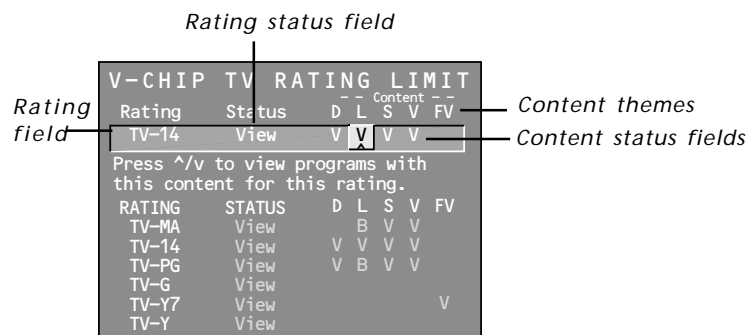 Rating status field
V-CHIP TV RATING LIMIT
-- Content --
Rating Status D L S V FV
Content themes
Rating field
TV-14 View V V V V
Content status fields
Press ^/v to view programs with
this content for this rating.
RATING STATUS D L S V FV
TV-MA View B V V
TV-14 View V V V V
TV-PG View V B V V
TV-G View
TV-Y7 View V
TV-Y View